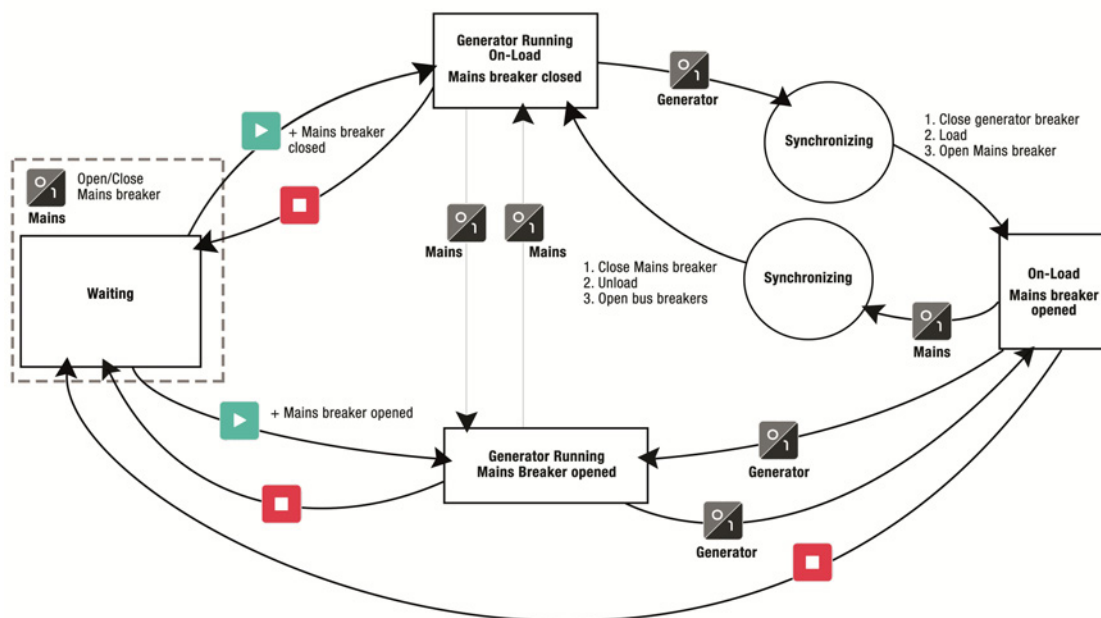 Generator Running
On-Load
Mains breaker closed
Generator
Synchronizing
1. Close generator breaker
2. Load
3. Open Mains breaker
+ Mains breaker
closed
Open/Close
Mains breaker
Mains
Waiting
Mains
Mains
1. Close Mains breaker
2. Unload
3. Open bus breakers
Synchronizing
On-Load
Mains breaker
opened
Mains
+ Mains breaker opened
Generator Running
Mains Breaker opened
Generator
Generator